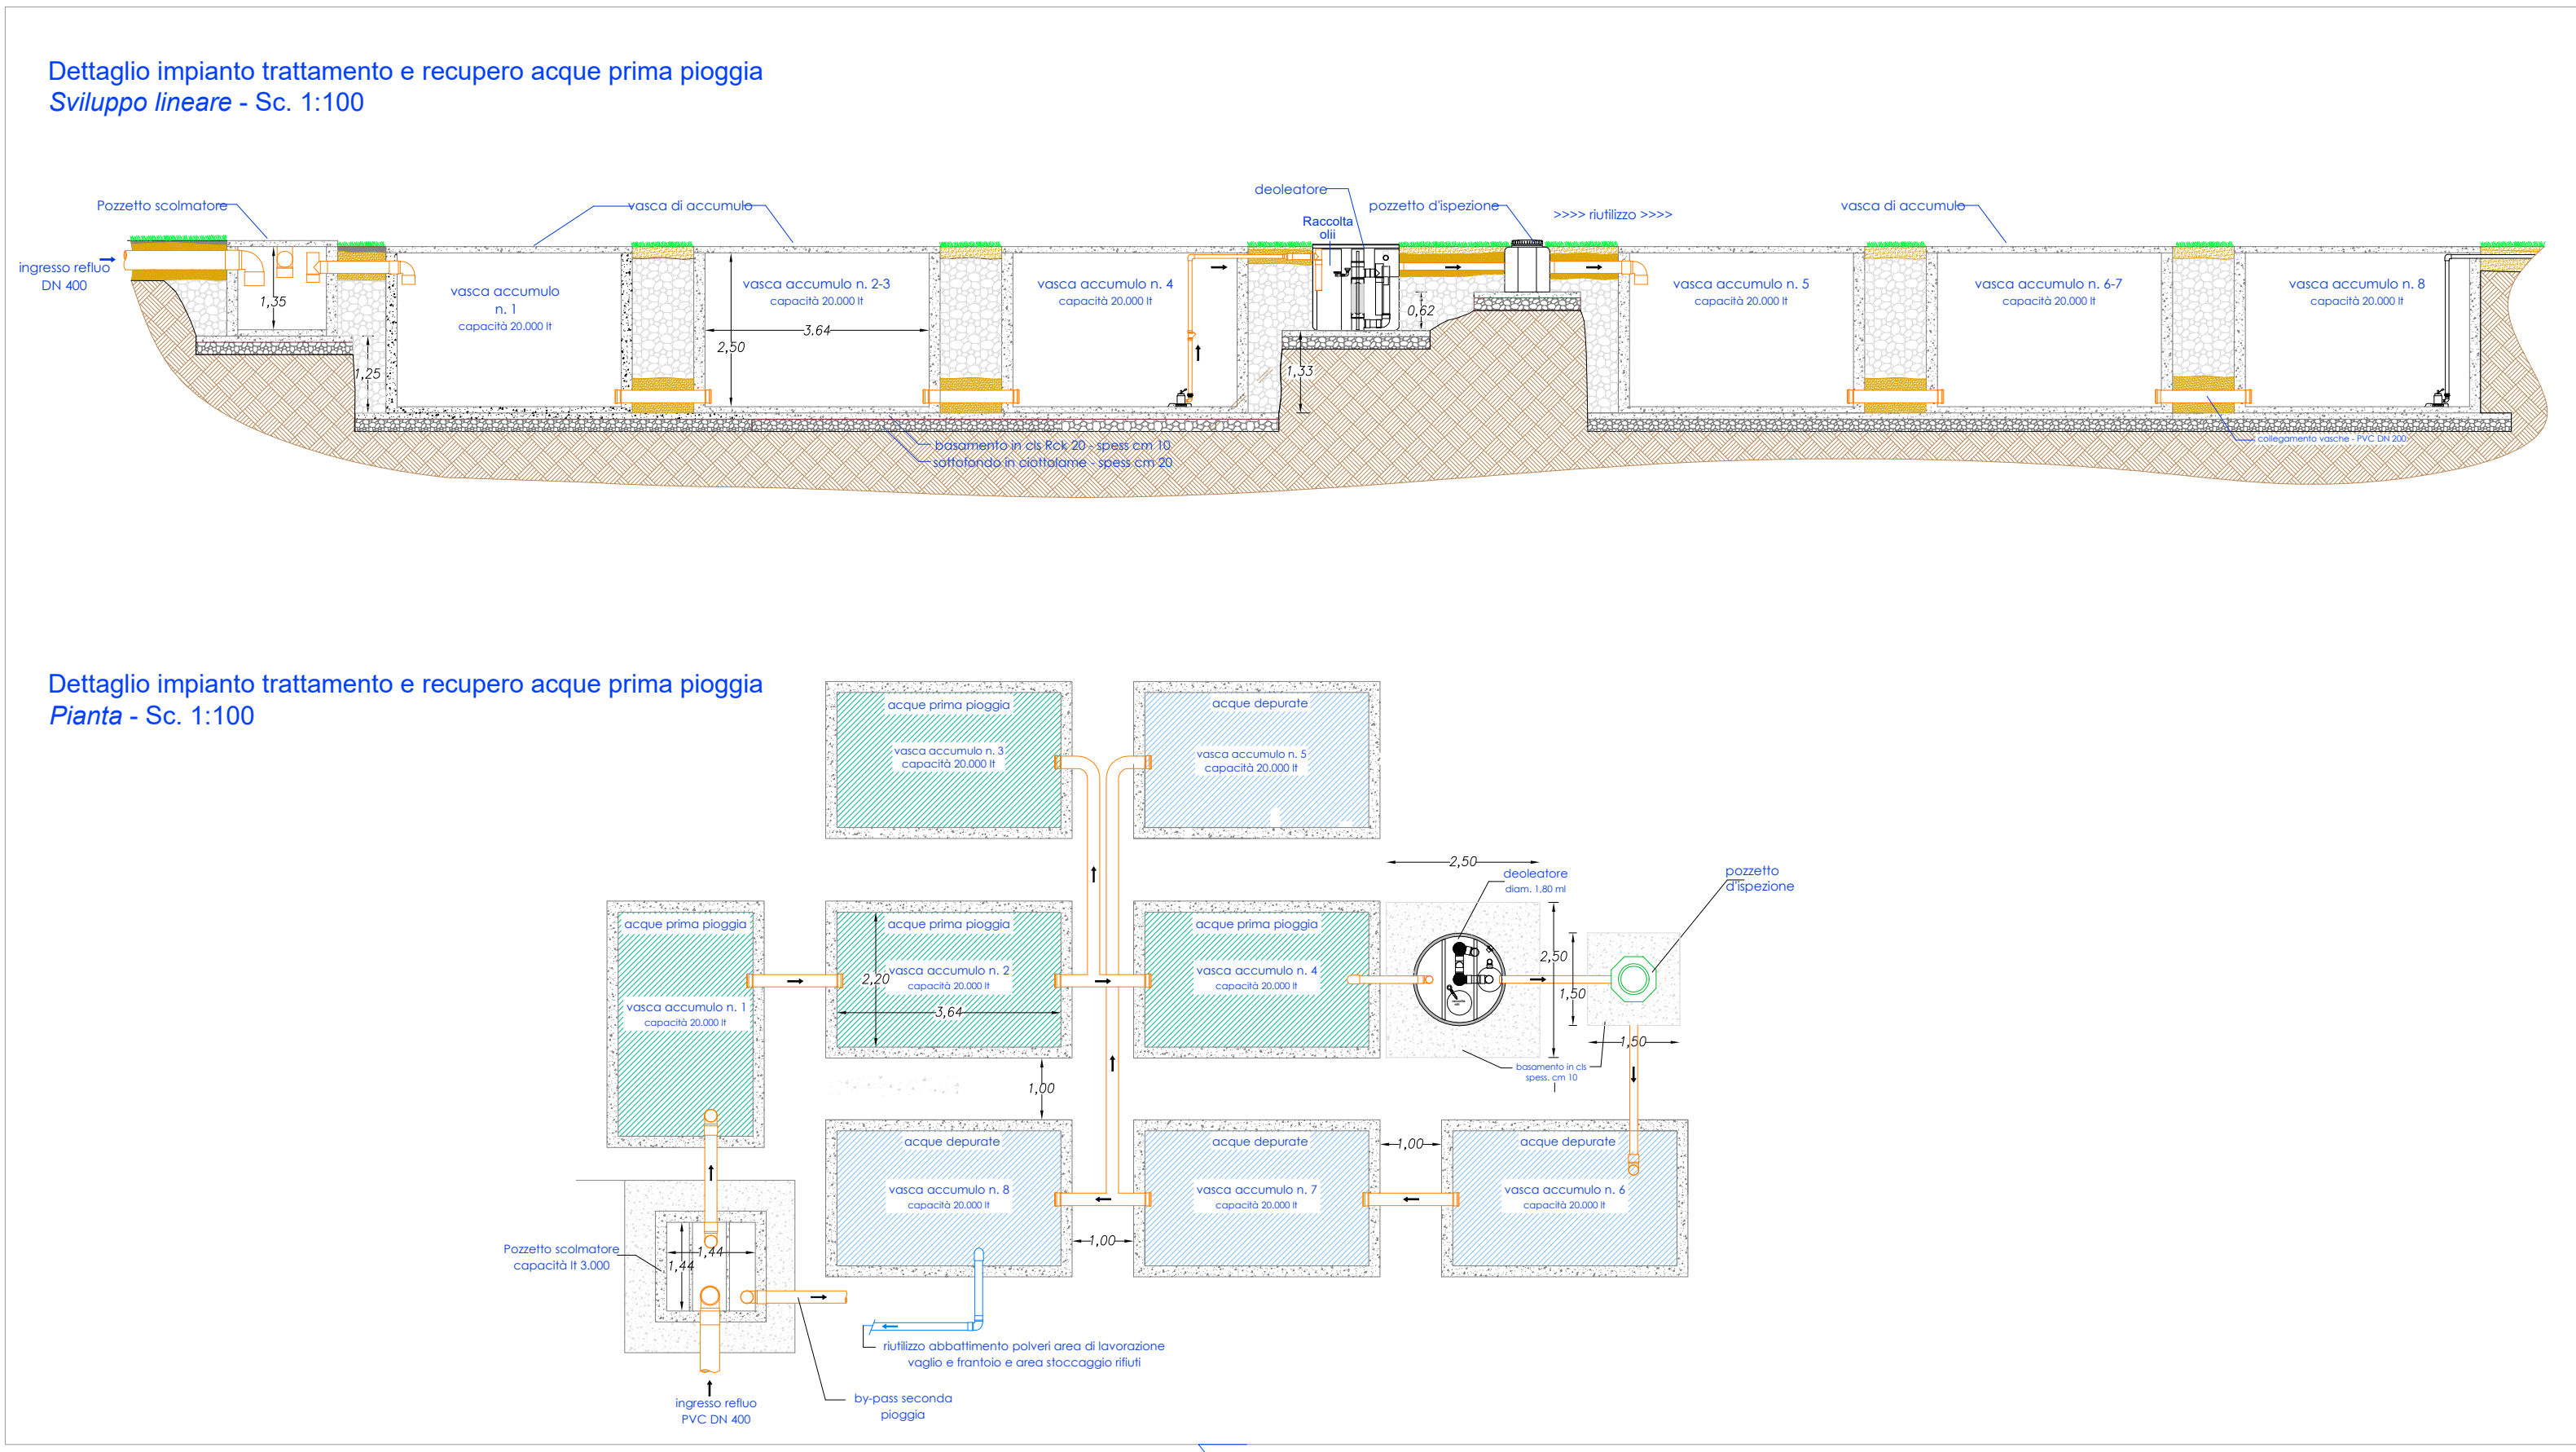 Dettaglio impianto trattamento e recupero acque prima pioggia
Sviluppo lineare - Sc. 1:100
deoleatore
Pozzetto scolmatore
vasca di accumulo
pozzetto d'ispezione
>>>> riutilizzo >>>>
vasca di accumulo
Raccolta
olii
ingresso refluo
DN 400
1,35
vasca accumulo
n. 1
capacità 20.000 lt
vasca accumulo n. 2-3
capacità 20.000 lt
vasca accumulo n. 4
capacità 20.000 lt
vasca accumulo n. 5
capacità 20.000 lt
vasca accumulo n. 6-7
capacità 20.000 lt
vasca accumulo n. 8
capacità 20.000 lt
0,62
3.64
2,50
1,25
1,33
basamento in cls Rck 20 - spess cm 10
sottofondo in ciottolame - spess cm 20
collegamento vasche - PVC DN 200
Dettaglio impianto trattamento e recupero acque prima pioggia
Pianta - Sc. 1:100
acque prima pioggia
vasca accumulo n. 3
capacità 20.000 lt
acque depurate
vasca accumulo n. 5
capacità 20.000 lt
2,50
deoleatore
diam. 1,80 ml
pozzetto
d'ispezione
acque prima pioggia
vasca accumulo n. 1
capacità 20.000 lt
acque prima pioggia
2,20
vasca accumulo n. 2
capacità 20.000 lt
3,64
acque prima pioggia
vasca accumulo n. 4
capacità 20.000 lt
2,50
1,50
1,50
basamento in cls
spess. cm 10
1,00
acque depurate
vasca accumulo n. 8
capacità 20.000 lt
acque depurate
vasca accumulo n. 7
capacità 20.000 lt
1,00
acque depurate
vasca accumulo n. 6
capacità 20.000 lt
1,00
Pozzetto scolmatore
capacità lt 3.000
1,44
1,44
riutilizzo abbattimento polveri area di lavorazione
vaglio e frantoio e area stoccaggio rifiuti
by-pass seconda
pioggia
ingresso refluo
PVC DN 400